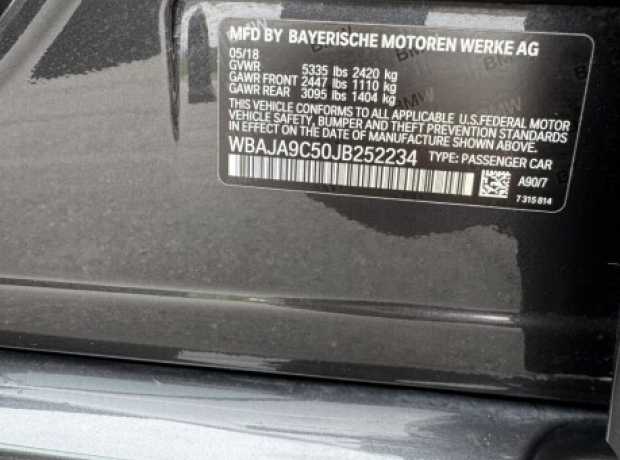 MFD BY BAYERISCHE MOTOREN WERKE AG
05/18
GVWR 5335 lbs 2420 kg
GAWR FRONT 2447 lbs 1110 kg
GAWR REAR 3095 lbs 1404 kg
THIS VEHICLE CONFORMS TO ALL APPLICABLE U.S.FEDERAL MOTOR
VEHICLE SAFETY, BUMPER AND THEFT PREVENTION STANDARDS
IN EFFECT ON THE DATE OF MANUFACTURE SHOWN ABOVE.
WBAJA9C50JB252234 TYPE: PASSENGER CAR
A90/7
7 315 814